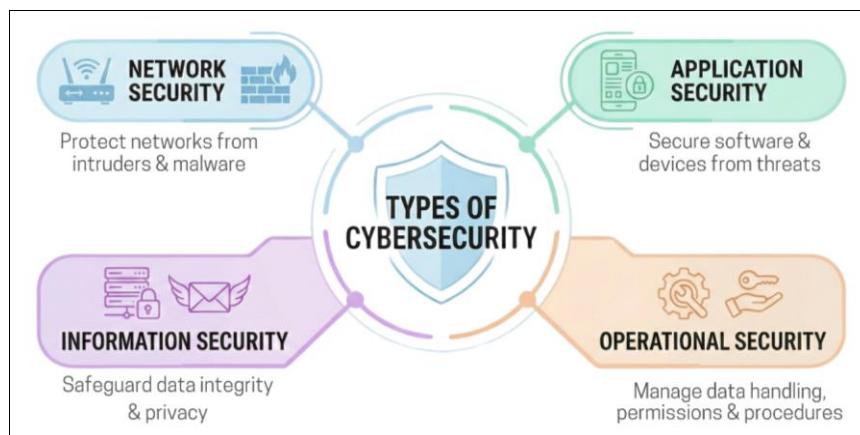 NETWORK
SECURITY
Protect networks from
intruders & malware
APPLICATION
SECURITY
Secure software &
devices from threats
TYPES OF
CYBERSECURITY
INFORMATION SECURITY
Safeguard data integrity
& privacy
OPERATIONAL SECURITY
Manage data handling,
permissions & procedures